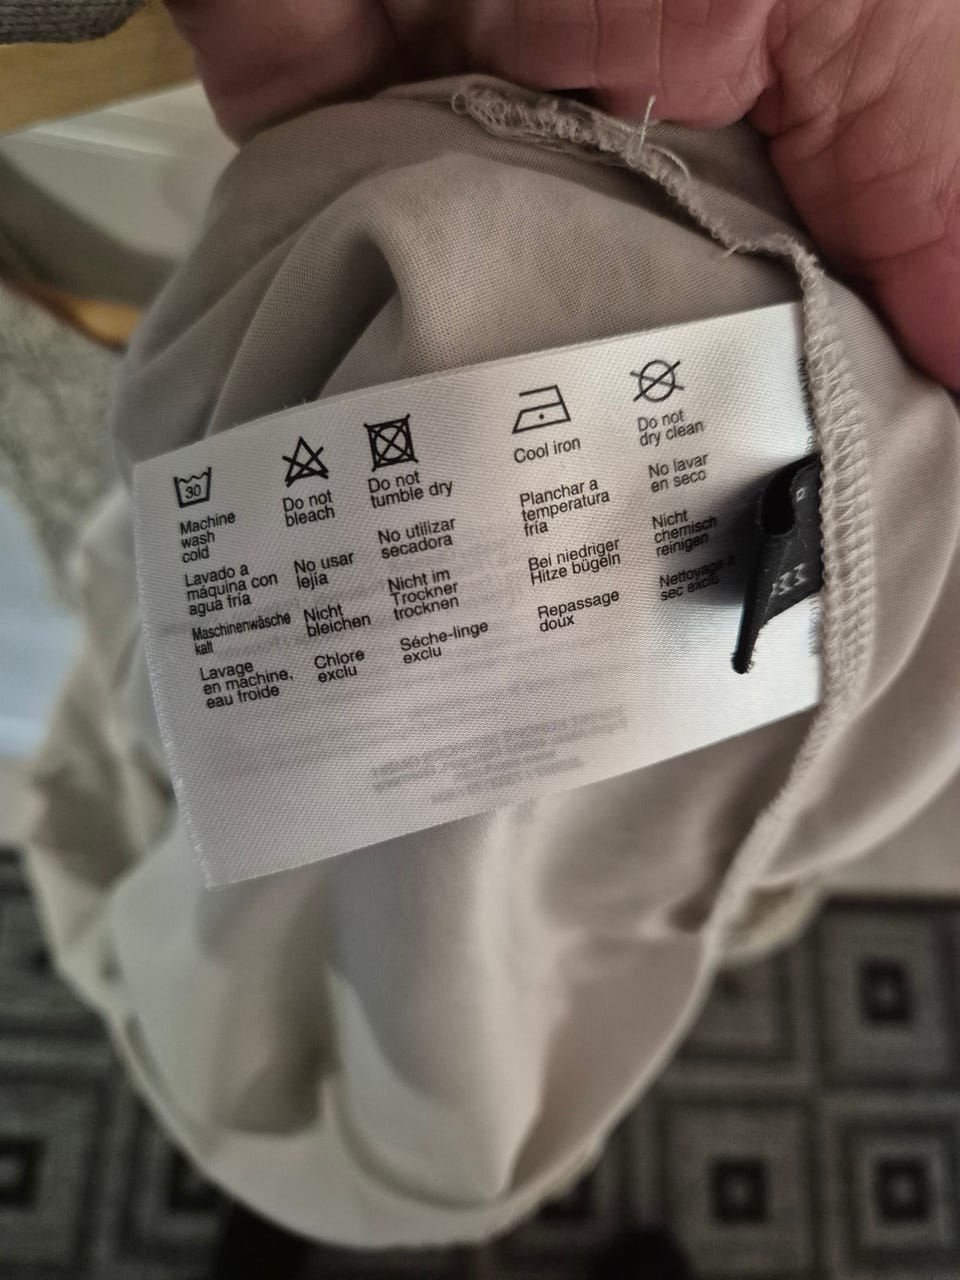 30
Machine
wash
cold
Do not
bleach
Do not
tumble dry
Cool iron
Do not
dry clean
Lavado a
máquina con
agua fría
No usar
lejía
No utilizar
secadora
Planchar a
temperatura
fría
No lavar
en seco
Maschinenwäsche
kalt
Nicht
bleichen
Nicht im
Trockner
trocknen
Bei niedriger
Hitze bügeln
Nicht
chemisch
reinigen
Lavage
en machine,
eau froide
Chlore
exclu
Séche-linge
exclu
Repassage
doux
Nettoyage à
sec exclu